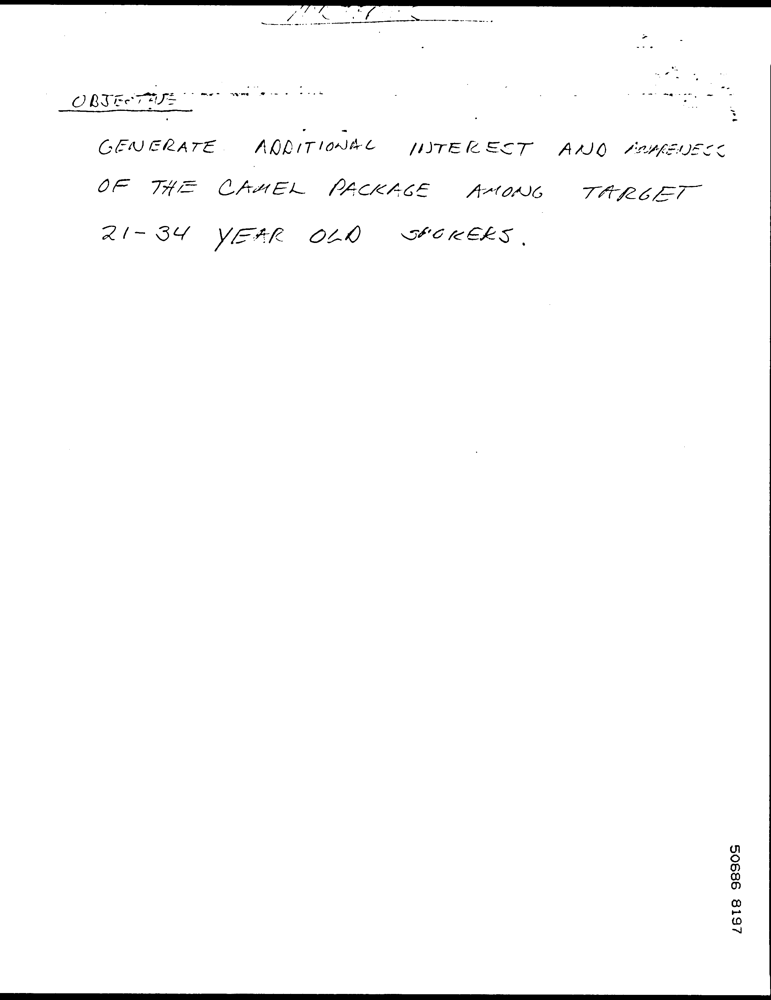 OBJECTIVE
GENERATE ADDITIONAL INTEREST AND AWARENESS
OF THE CAMEL PACKAGE AMONG TARGET
21-34 YEAR OLD SMOKERS.
50686 8197